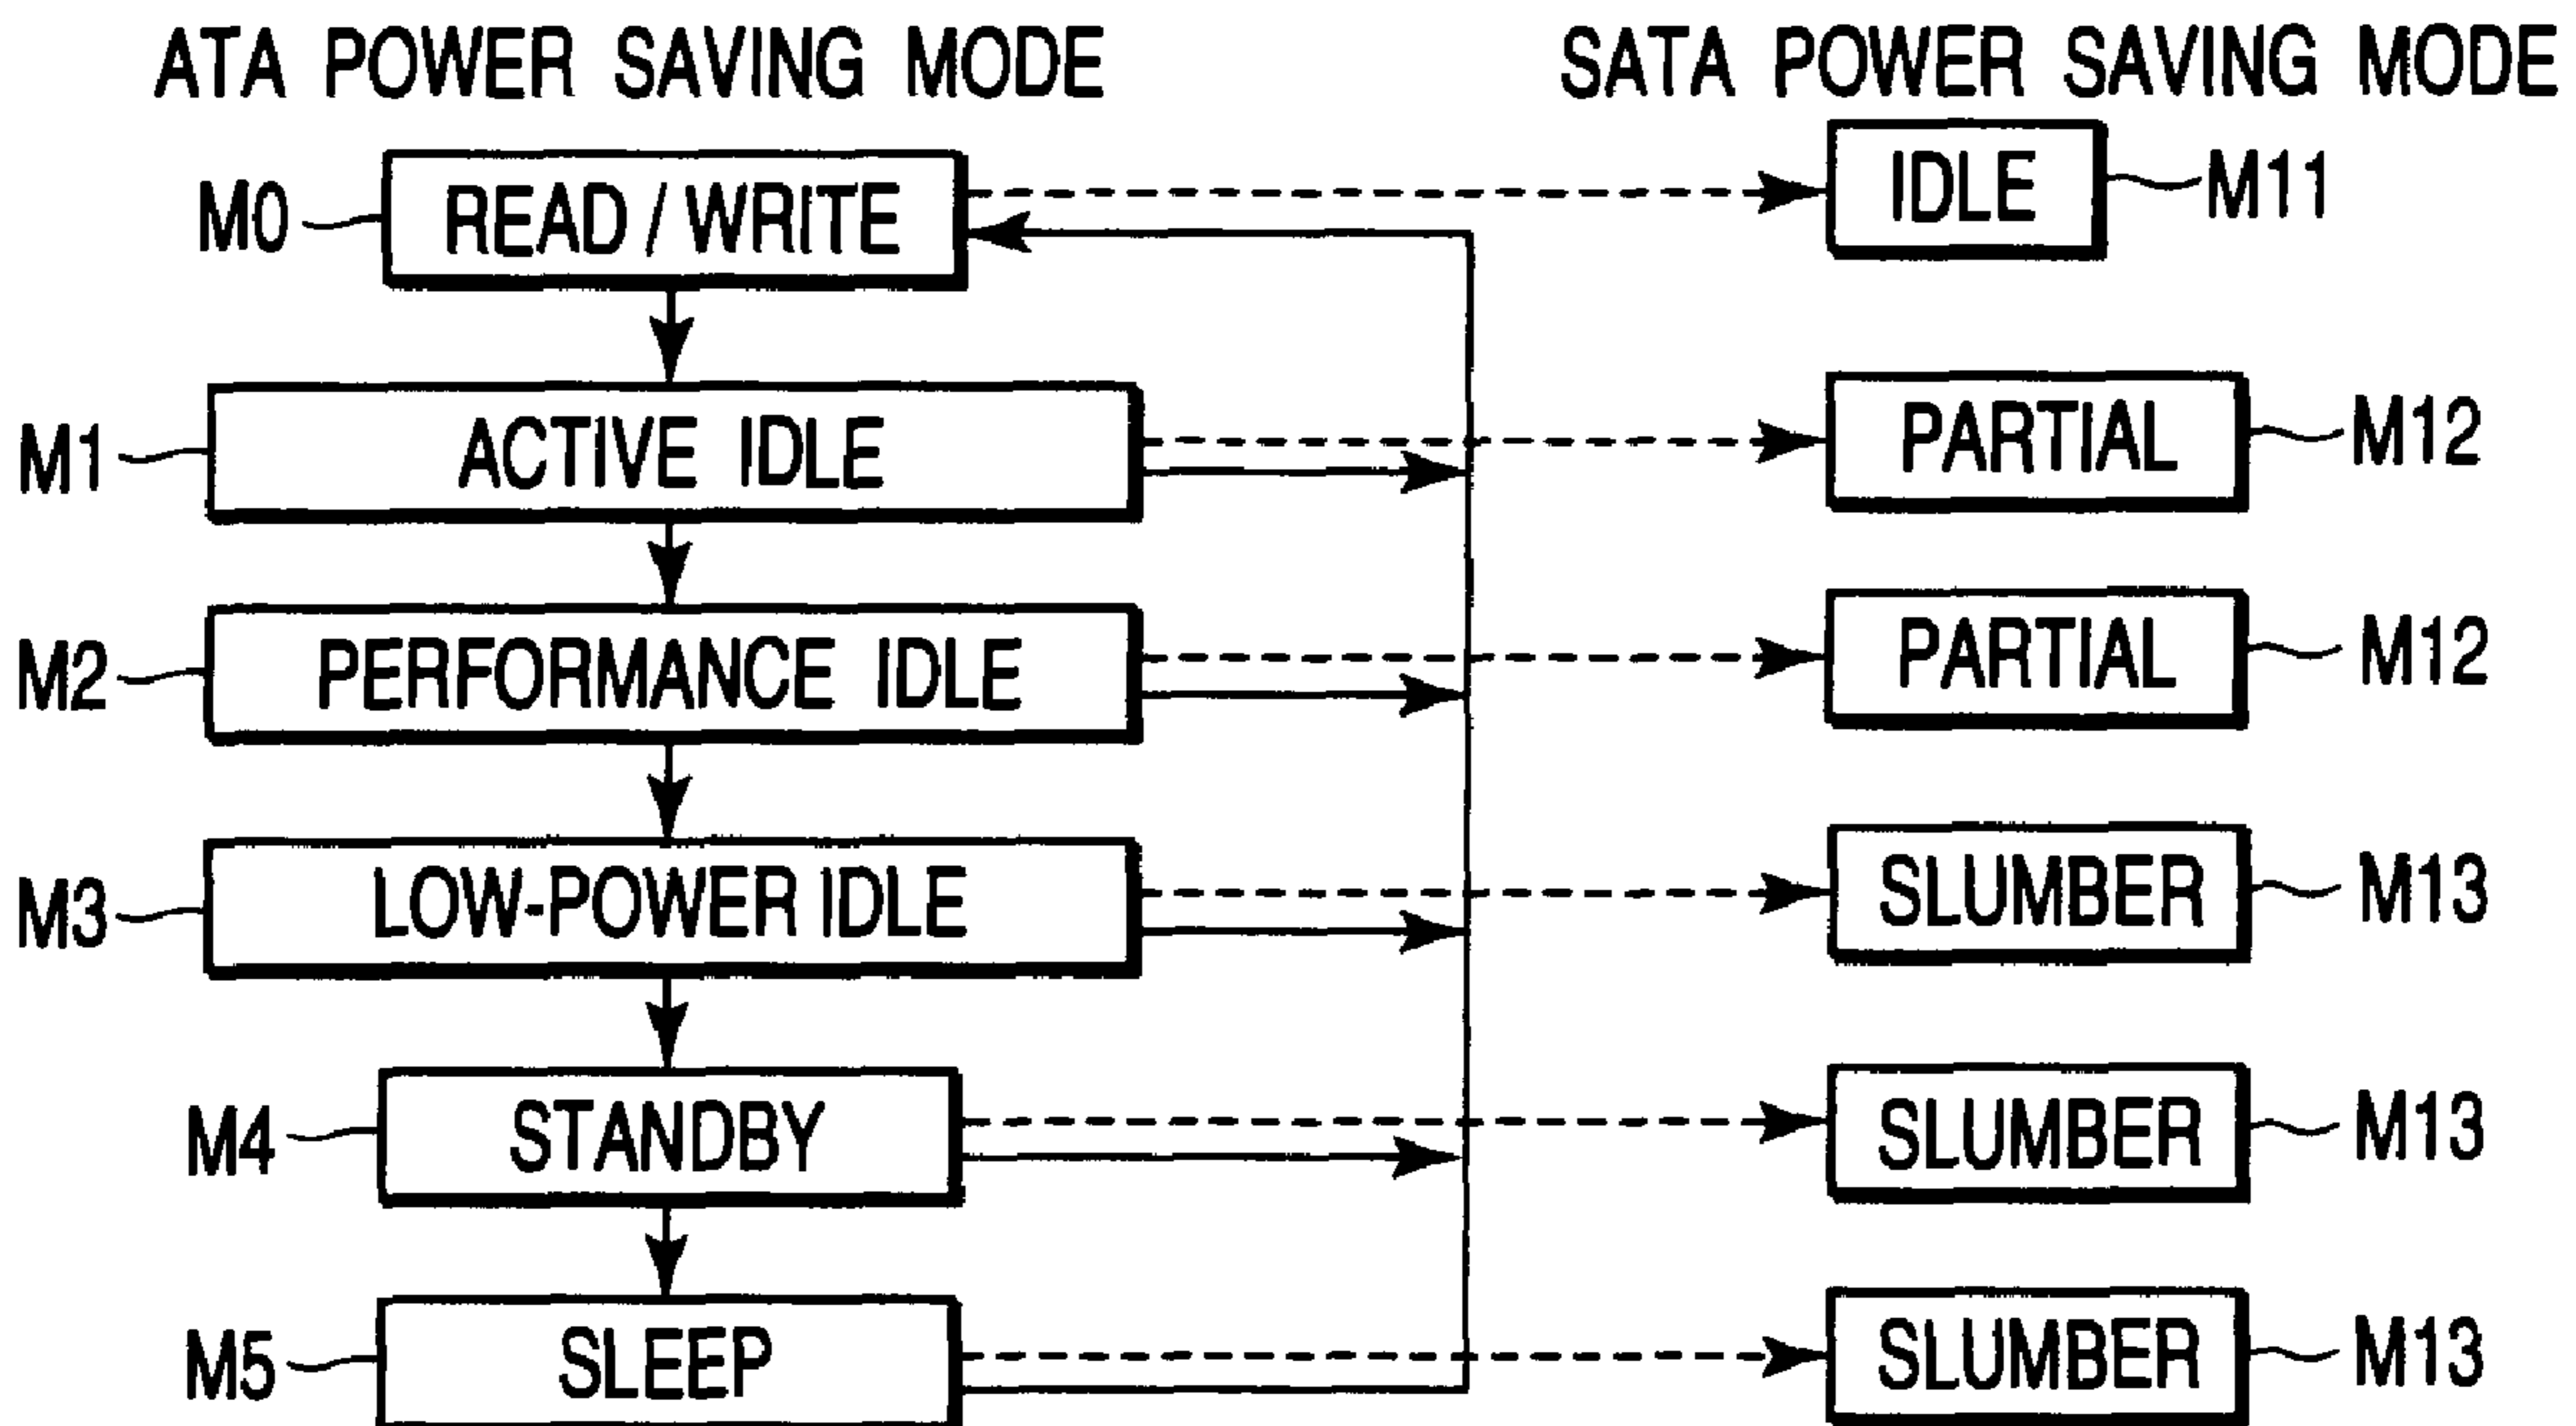 ATA POWER SAVING MODE SATA POWER SAVING MODE
M0 READ / WRITE IDLE M11
M1 ACTIVE IDLE PARTIAL M12
M2 PERFORMANCE IDLE PARTIAL M12
M3 LOW-POWER IDLE SLUMBER M13
M4 STANDBY SLUMBER M13
M5 SLEEP SLUMBER M13